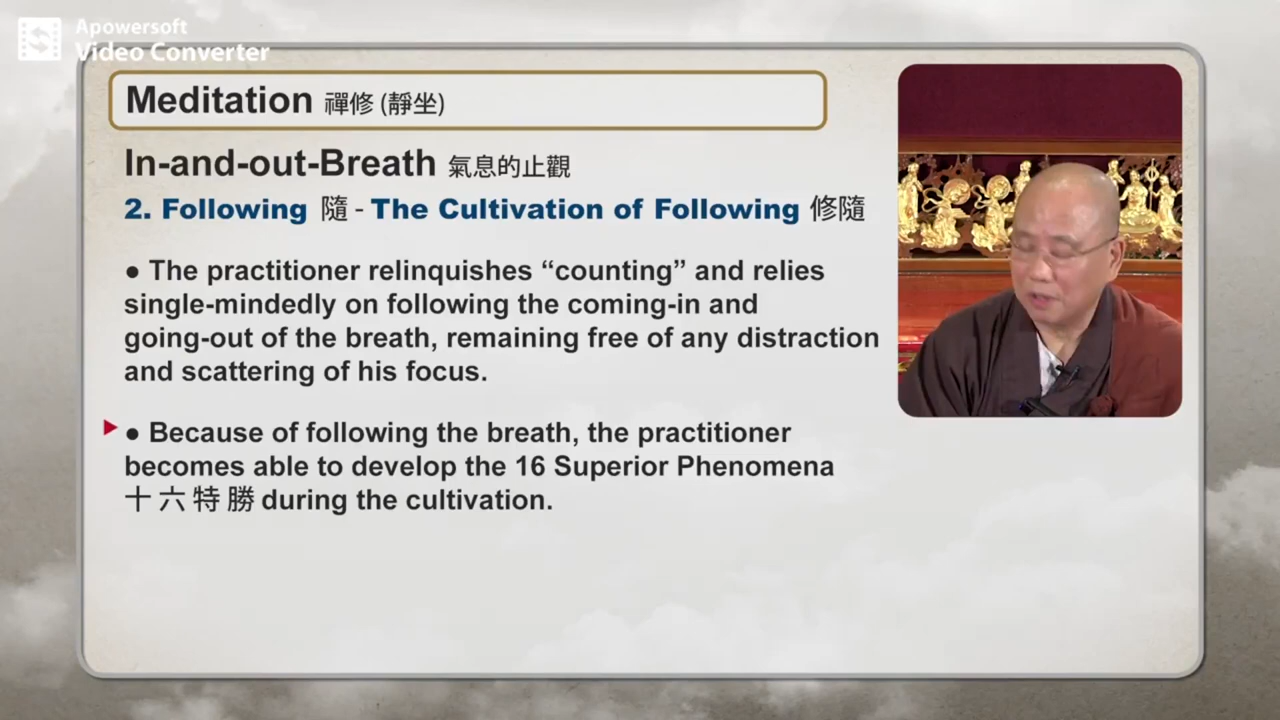 Apowersoft
Video Converter
Meditation 禪修 (靜坐)
In-and-out-Breath 氣息的止觀
2. Following 隨 - The Cultivation of Following 修隨
● The practitioner relinquishes “counting” and relies
single-mindedly on following the coming-in and
going-out of the breath, remaining free of any distraction
and scattering of his focus.
● Because of following the breath, the practitioner
becomes able to develop the 16 Superior Phenomena
十六特勝 during the cultivation.